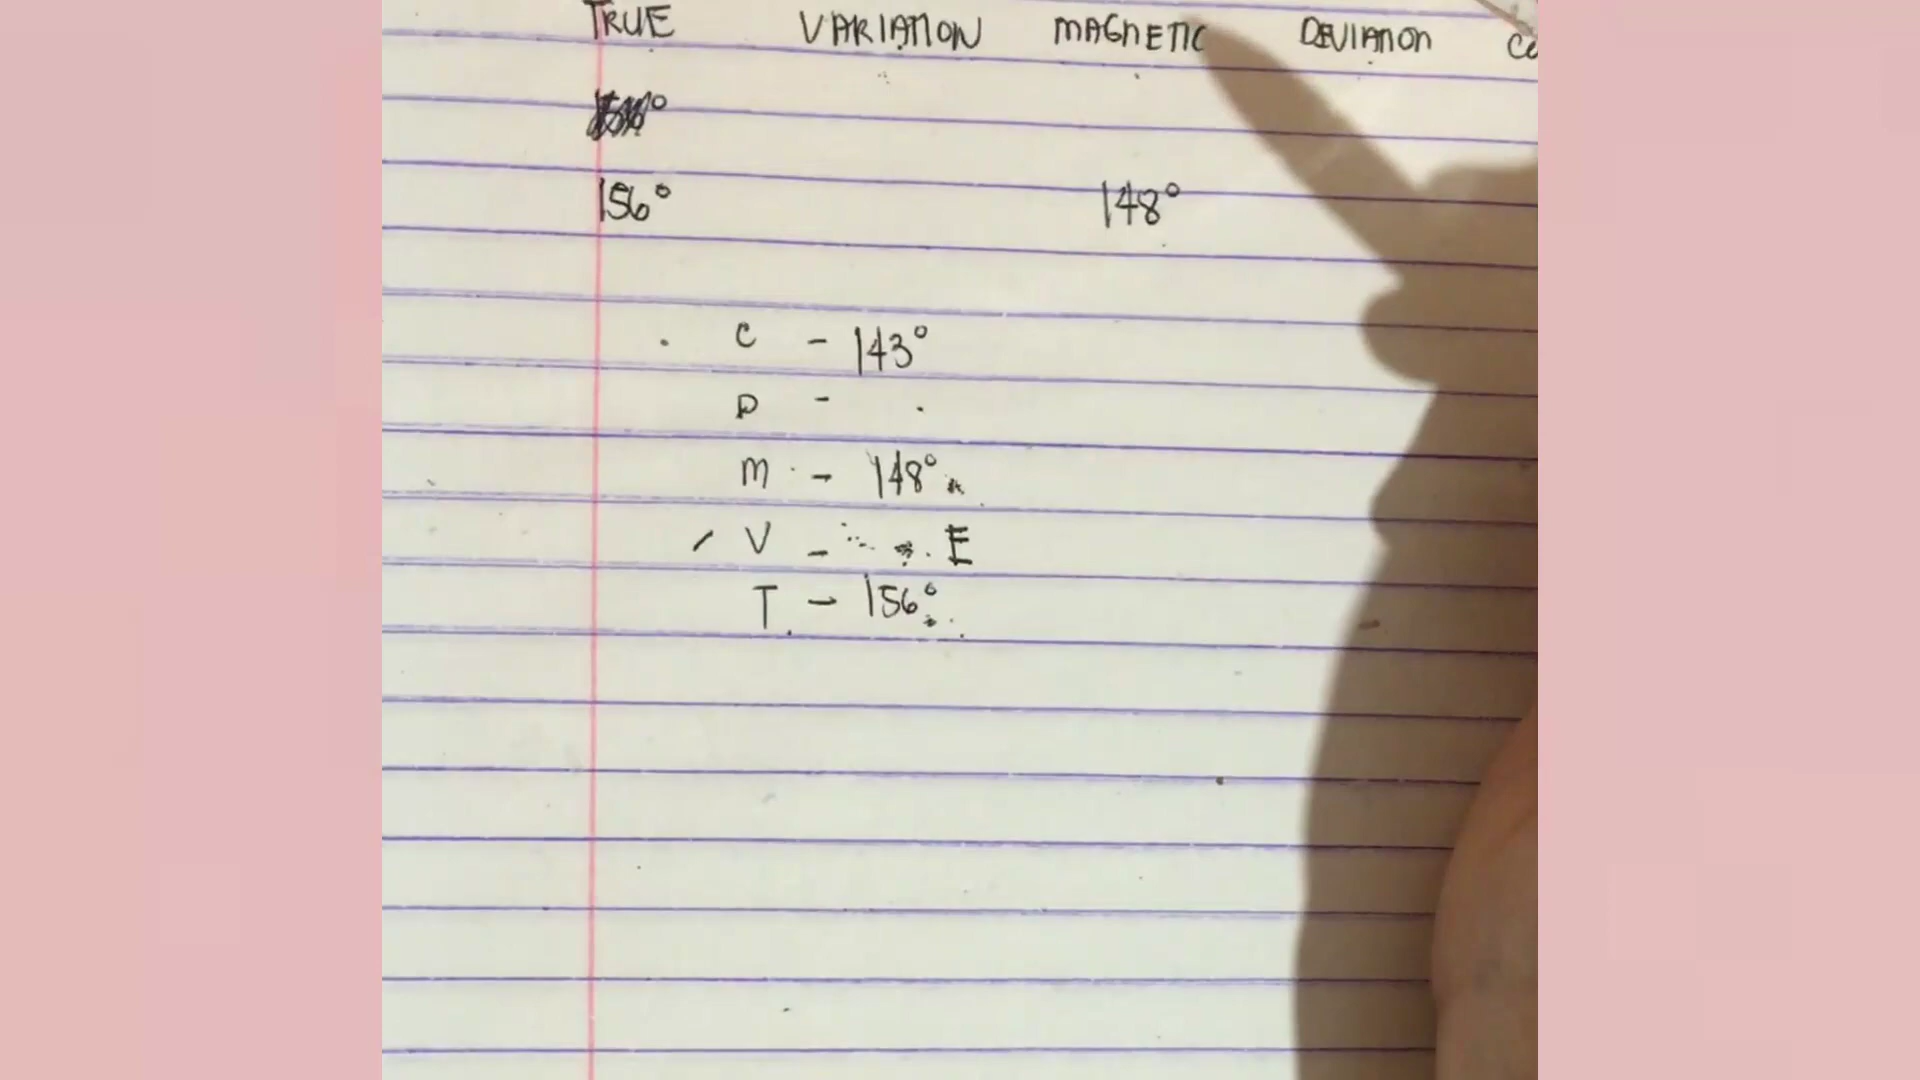 TRUE VARIATION MAGNETIC DEVIATION
156° 148°
C - 143°
D -
M - 148°
V - E
T - 156°